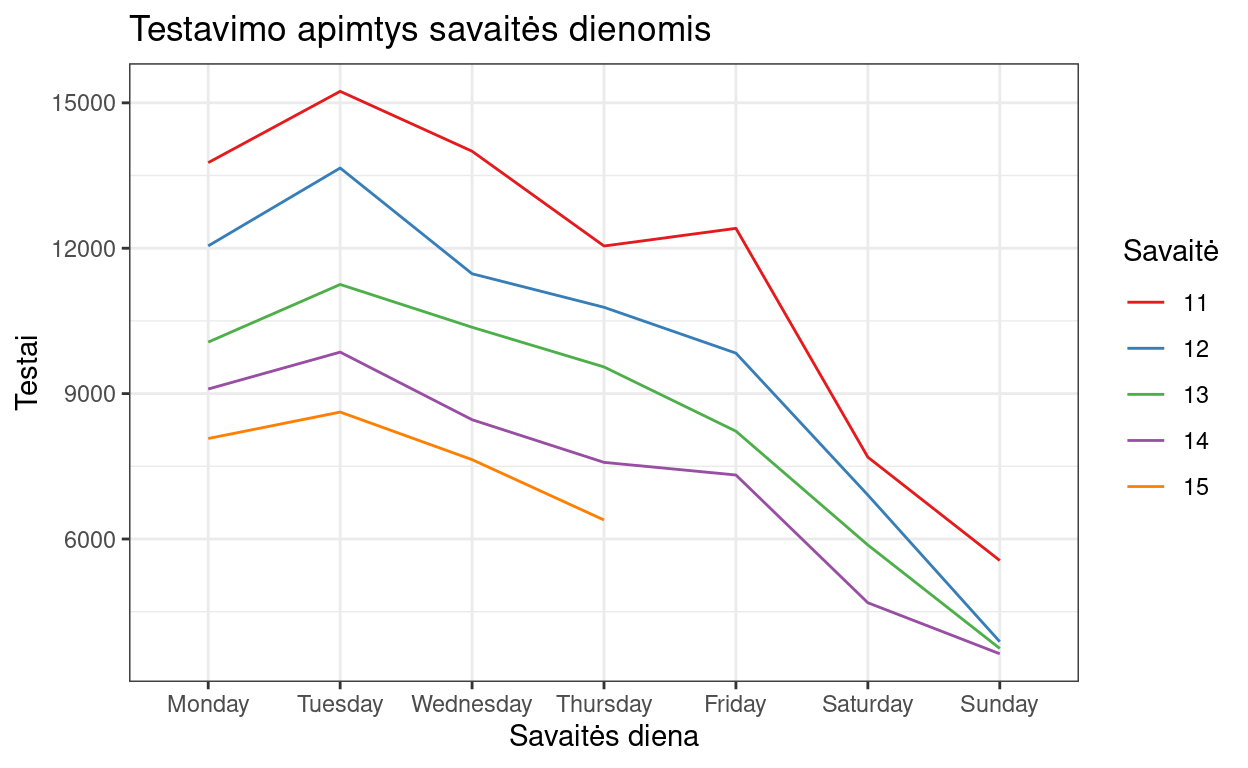 Testavimo apimtys savaitės dienomis
15000
12000
9000
6000
Testai
Monday Tuesday Wednesday Thursday Friday Saturday Sunday
Savaitės diena
Savaitė
11
12
13
14
15